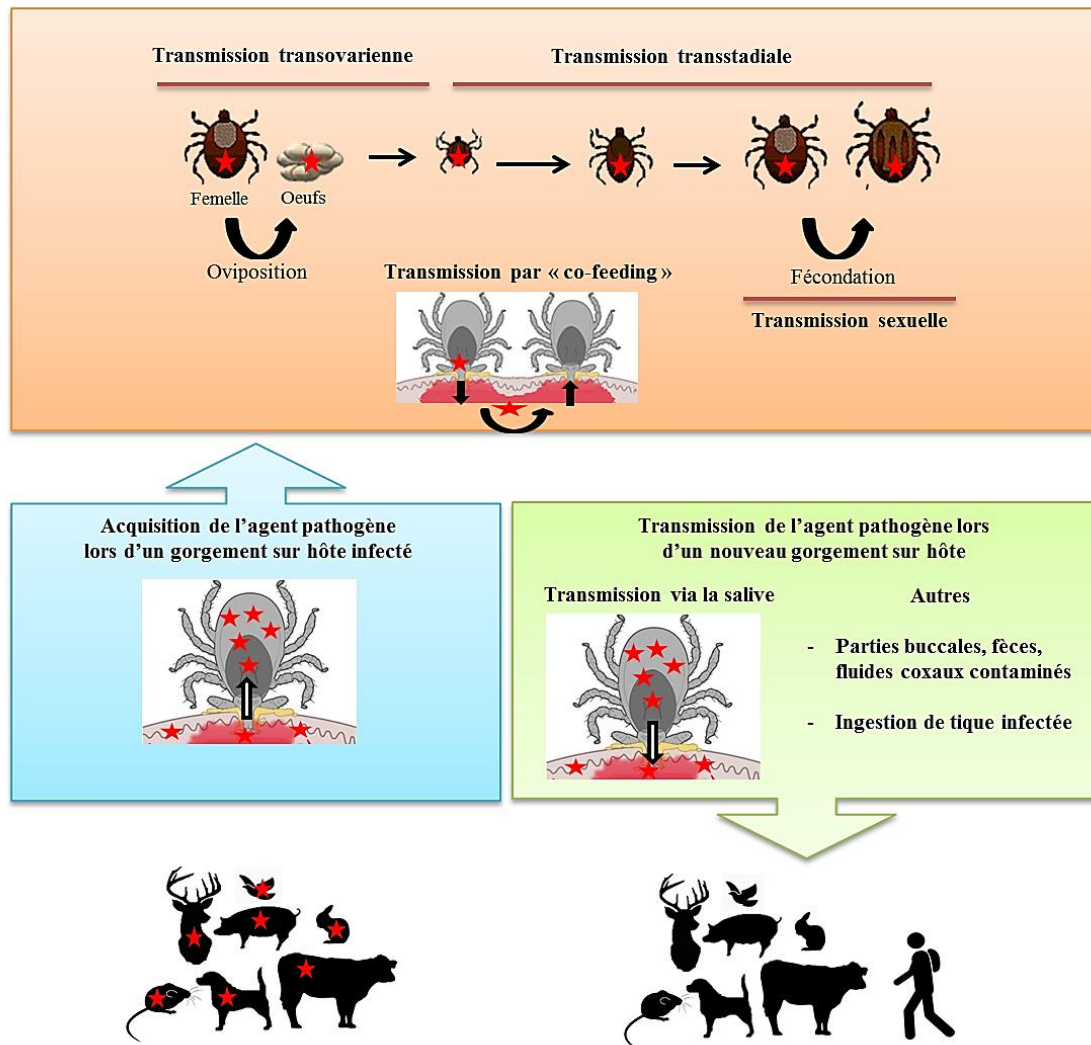 Transmission transovarienne
Transmission transstadiale
Femelle
Oeufs
Oviposition
Transmission par « co-feeding »
Fécondation
Transmission sexuelle
Acquisition de l'agent pathogène
lors d'un gorgement sur hôte infecté
Transmission de l'agent pathogène lors
d'un nouveau gorgement sur hôte
Transmission via la salive
Autres
- Parties buccales, fèces,
fluides coxaux contaminés
- Ingestion de tique infectée